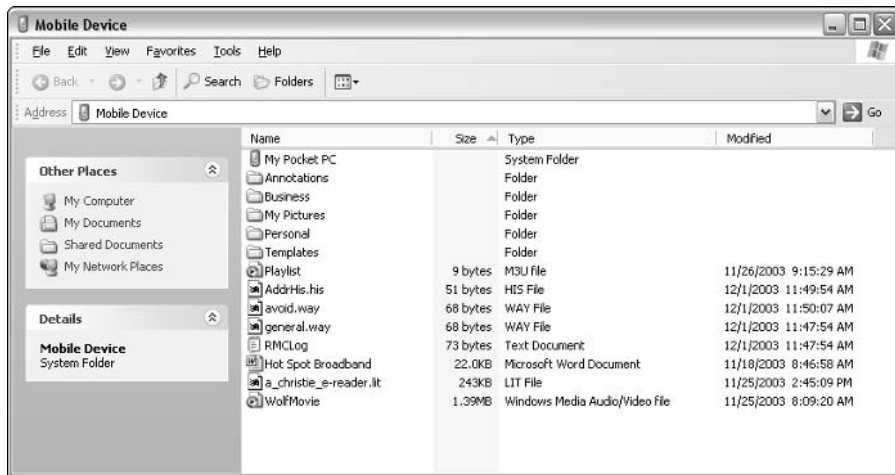 Mobile Device
File Edit View Favorites Tools Help
Back Search Folders
Address Mobile Device Go
Other Places
My Computer
My Documents
Shared Documents
My Network Places
Details
Mobile Device
System Folder
Name Size Type Modified
My Pocket PC System Folder
Annotations Folder
Business Folder
My Pictures Folder
Personal Folder
Templates Folder
Playlist 9 bytes M3U file 11/26/2003 9:15:29 AM
AddrHis.his 51 bytes HIS File 12/1/2003 11:49:54 AM
avoid.way 68 bytes WAY File 12/1/2003 11:50:07 AM
general.way 68 bytes WAY File 12/1/2003 11:47:54 AM
RMCLog 73 bytes Text Document 12/1/2003 11:47:54 AM
Hot Spot Broadband 22.0KB Microsoft Word Document 11/18/2003 8:46:58 AM
a_christie_e-reader.lit 243KB LIT File 11/25/2003 2:45:09 PM
WolfMovie 1.39MB Windows Media Audio/Video file 11/25/2003 8:09:20 AM